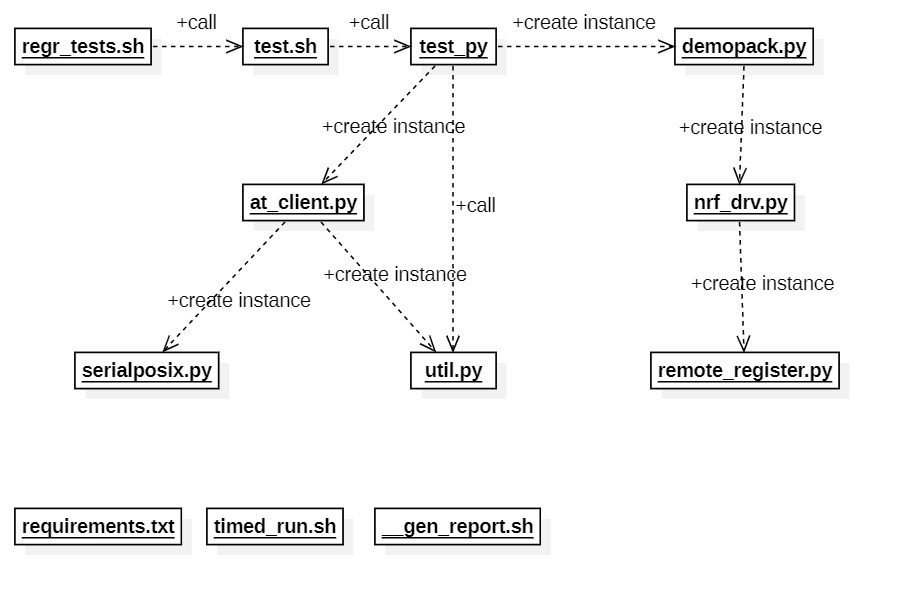 +call
+call
+create instance
regr_tests.sh
test.sh
test_py
demopack.py
+create instance
+create instance
at_client.py
+call
nrf_drv.py
+create instance
+create instance
+create instance
serialposix.py
util.py
remote_register.py
requirements.txt
timed_run.sh
__gen_report.sh